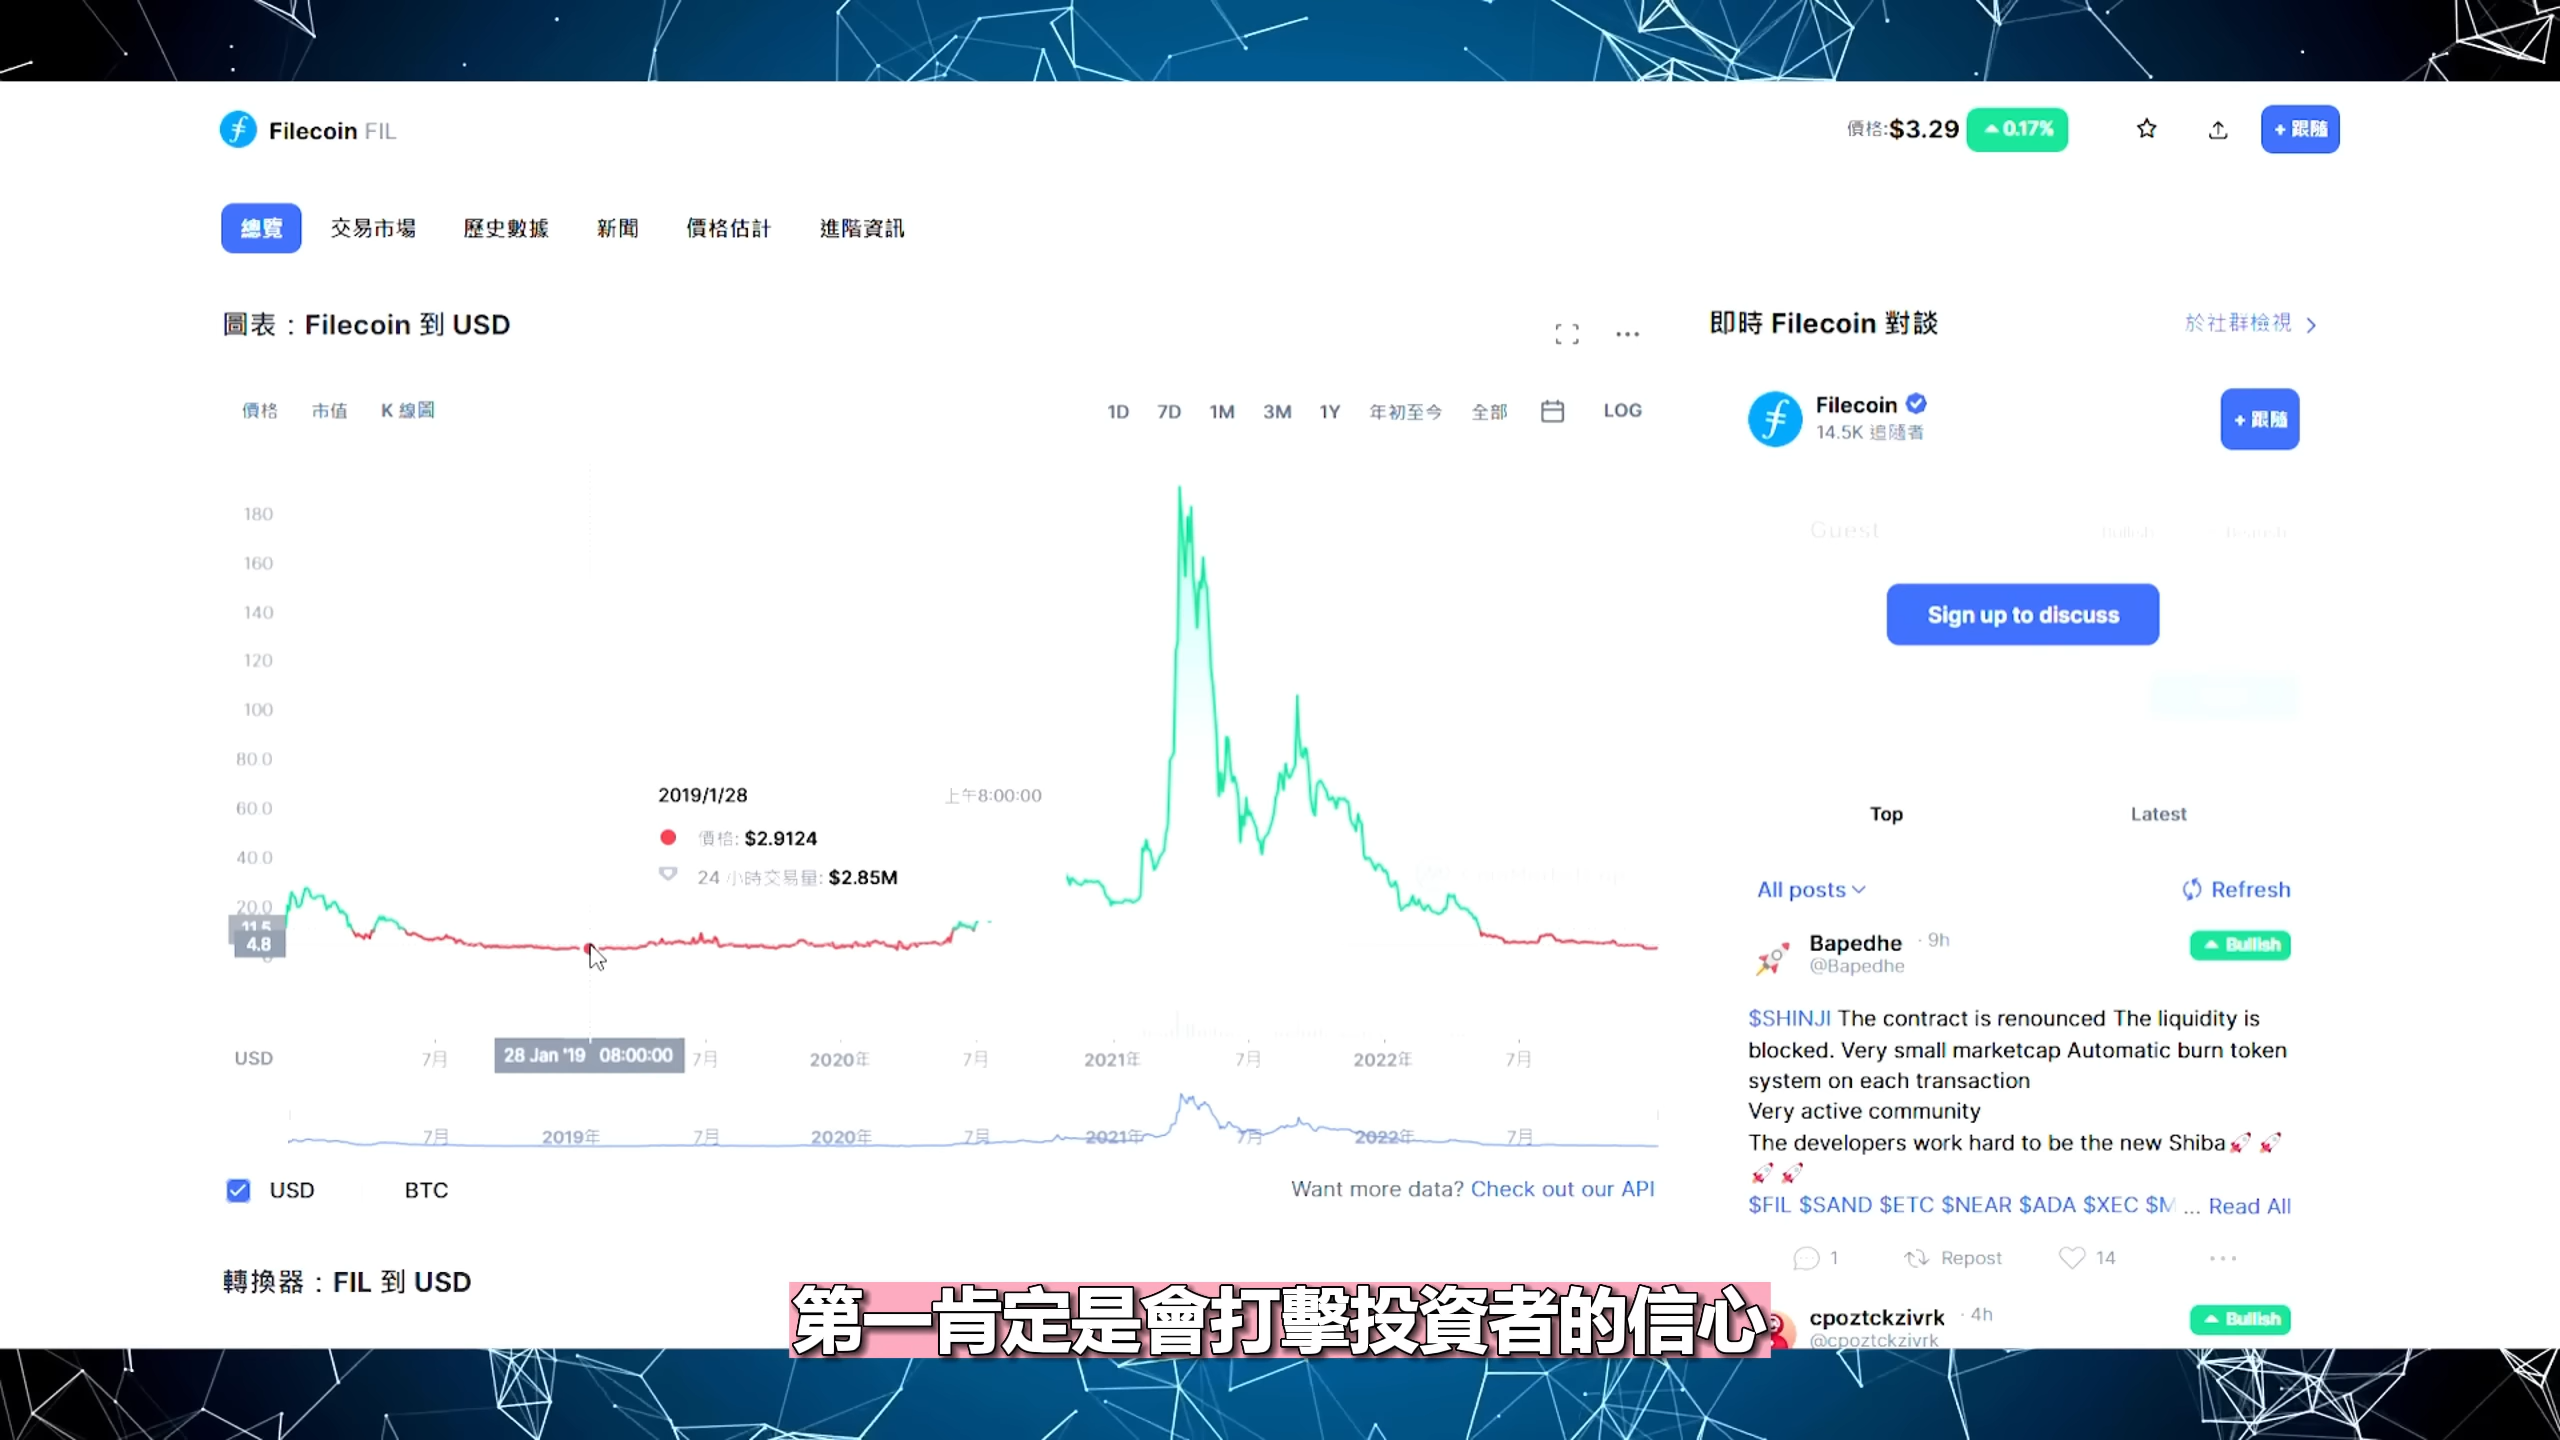 Filecoin FIL
價格:$3.29 0.17%
+ 跟隨
總覽 交易市場 歷史數據 新聞 價格估計 進階資訊
圖表：Filecoin 到 USD
價格 市值 K 線圖
1D 7D 1M 3M 1Y 年初至今 全部 LOG
180
160
140
120
100
80.0
60.0
40.0
20.0
11.5
4.8
0
2019/1/28 上午8:00:00
價格: $2.9124
24 小時交易量: $2.85M
USD 7月 28 Jan '19 08:00:00 7月 2020年 7月 2021年 7月 2022年 7月
7月 2019年 7月 2020年 7月 2021年 7月 2022年 7月
USD BTC
Want more data? Check out our API
轉換器：FIL 到 USD
即時 Filecoin 對談
於社群檢視
Filecoin
14.5K 追隨者
+ 跟隨
Guest
Sign up to discuss
Top Latest
All posts
Refresh
Bapedhe · 9h
@Bapedhe
Bullish
$SHINJI The contract is renounced The liquidity is
blocked. Very small marketcap Automatic burn token
system on each transaction
Very active community
The developers work hard to be the new Shiba🚀 🚀
🚀 🚀
$FIL $SAND $ETC $NEAR $ADA $XEC $M ... Read All
1 Repost 14 ...
cpoztckzivrk · 4h
@cpoztckzivrk
Bullish
第一肯定是會打擊投資者的信心